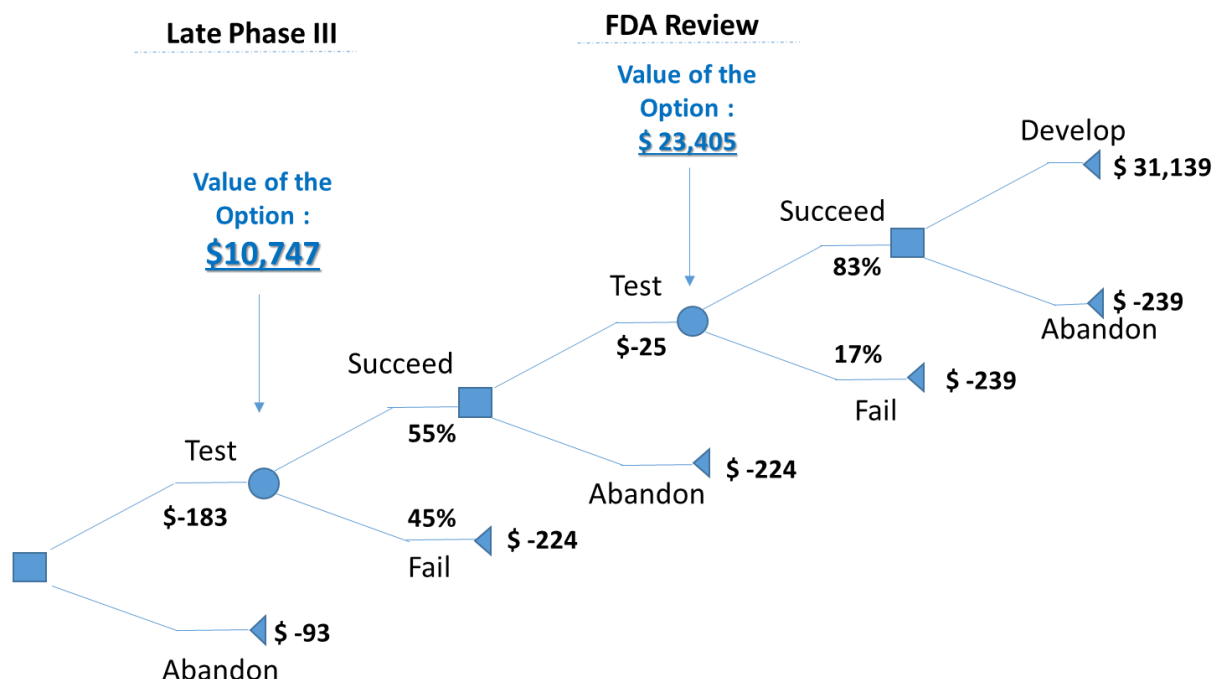 Late Phase III
FDA Review
Value of the
Option :
$ 23,405
Develop
$ 31,139
Value of the
Option :
$10,747
Succeed
83%
$ -239
Abandon
Test
$-25
17%
$ -239
Fail
Succeed
55%
$ -224
Abandon
Test
$-183
45%
$ -224
Fail
$ -93
Abandon